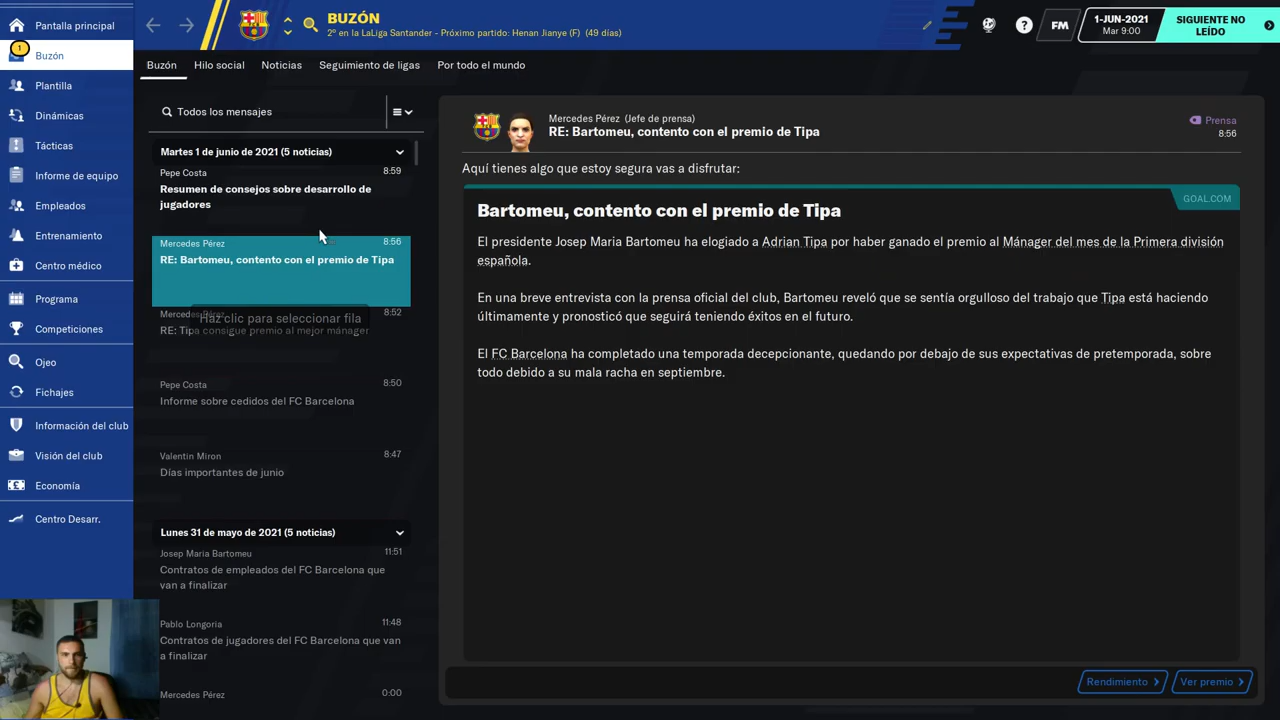 Pantalla principal
1
Buzón
Plantilla
Dinámicas
Tácticas
Informe de equipo
Empleados
Entrenamiento
Centro médico
Programa
Competiciones
Ojeo
Fichajes
Información del club
Visión del club
Economía
Centro Desarr.
BUZÓN
2º en la LaLiga Santander - Próximo partido: Henan Jianye (F) (49 días)
FM
1-JUN-2021
Mar 9:00
SIGUIENTE NO
LEÍDO
Buzón
Hilo social
Noticias
Seguimiento de ligas
Por todo el mundo
Todos los mensajes
Martes 1 de junio de 2021 (5 noticias)
Pepe Costa 8:59
Resumen de consejos sobre desarrollo de
jugadores
Mercedes Pérez 8:56
RE: Bartomeu, contento con el premio de Tipa
Haz clic para seleccionar fila
Mercedes Pérez 8:52
RE: Tipa consigue premio al mejor mánager
Pepe Costa 8:50
Informe sobre cedidos del FC Barcelona
Valentin Miron 8:47
Días importantes de junio
Lunes 31 de mayo de 2021 (5 noticias)
Josep Maria Bartomeu 11:51
Contratos de empleados del FC Barcelona que
van a finalizar
Pablo Longoria 11:48
Contratos de jugadores del FC Barcelona que van
a finalizar
Mercedes Pérez 0:00
Mercedes Pérez (Jefe de prensa)
RE: Bartomeu, contento con el premio de Tipa
Prensa
8:56
Aquí tienes algo que estoy segura vas a disfrutar:
GOAL.COM
Bartomeu, contento con el premio de Tipa
El presidente Josep Maria Bartomeu ha elogiado a Adrian Tipa por haber ganado el premio al Mánager del mes de la Primera división
española.
En una breve entrevista con la prensa oficial del club, Bartomeu reveló que se sentía orgulloso del trabajo que Tipa está haciendo
últimamente y pronosticó que seguirá teniendo éxitos en el futuro.
El FC Barcelona ha completado una temporada decepcionante, quedando por debajo de sus expectativas de pretemporada, sobre
todo debido a su mala racha en septiembre.
Rendimiento
Ver premio